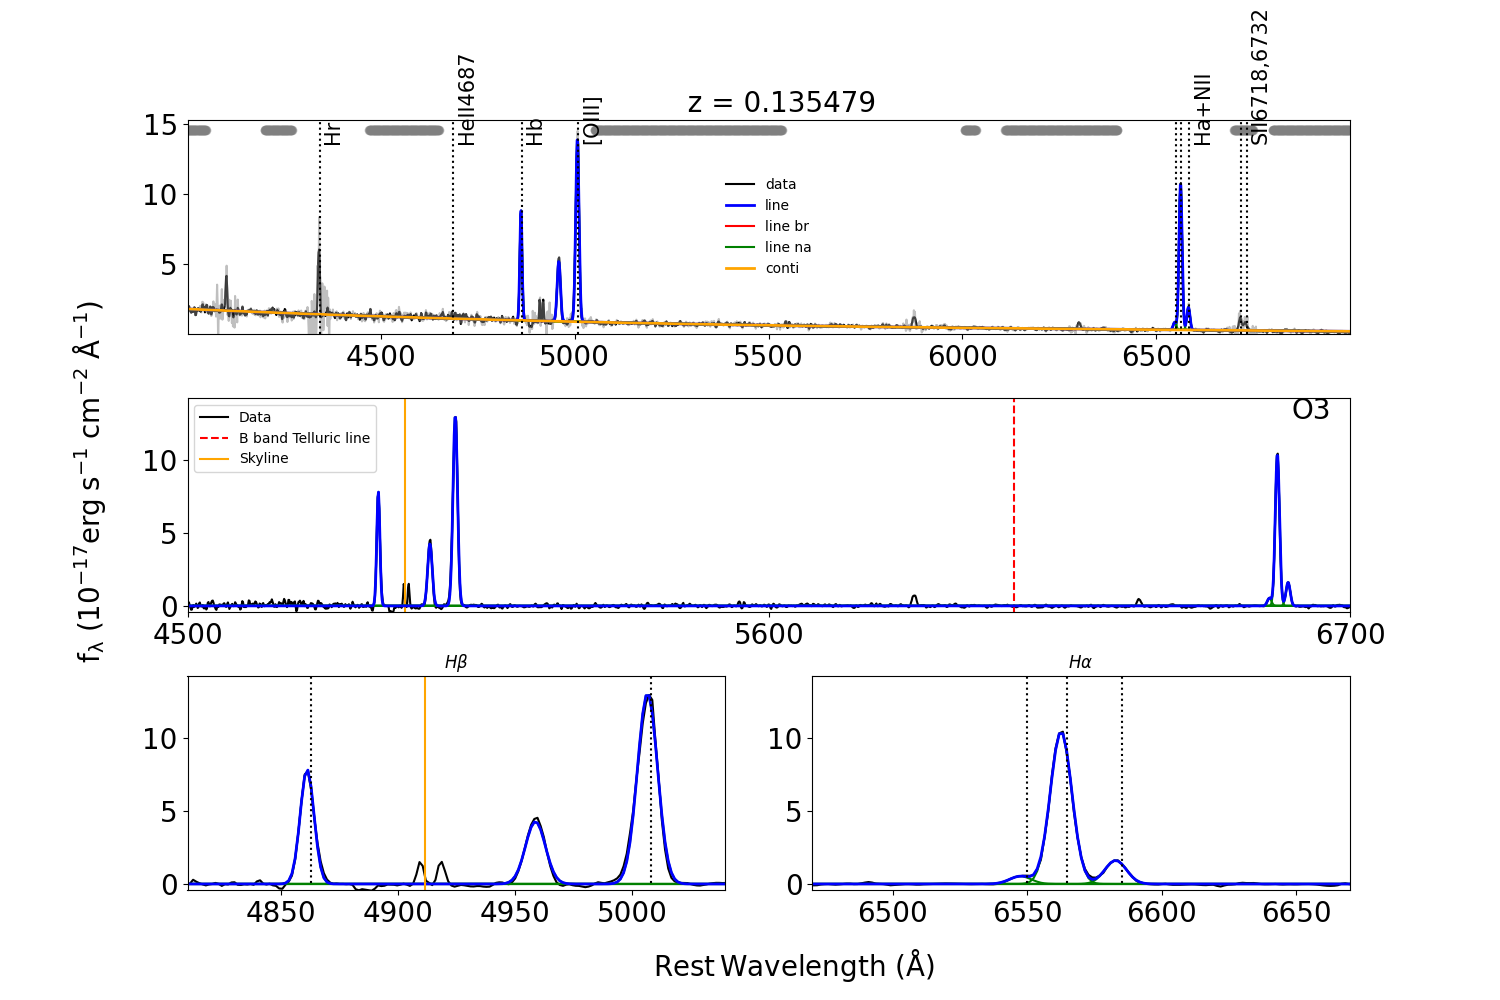 z = 0.135479
Hr
HeII4687
Hb
[OIII]
Ha+NII
SII6718,6732
15
10
5
data
line
line br
line na
conti
4500
5000
5500
6000
6500
f_λ (10⁻¹⁷erg s⁻¹ cm⁻² Å⁻¹)
O3
Data
B band Telluric line
Skyline
10
5
0
4500
5600
6700
Hβ
10
5
0
4850
4900
4950
5000
Hα
10
5
0
6500
6550
6600
6650
Rest Wavelength (Å)